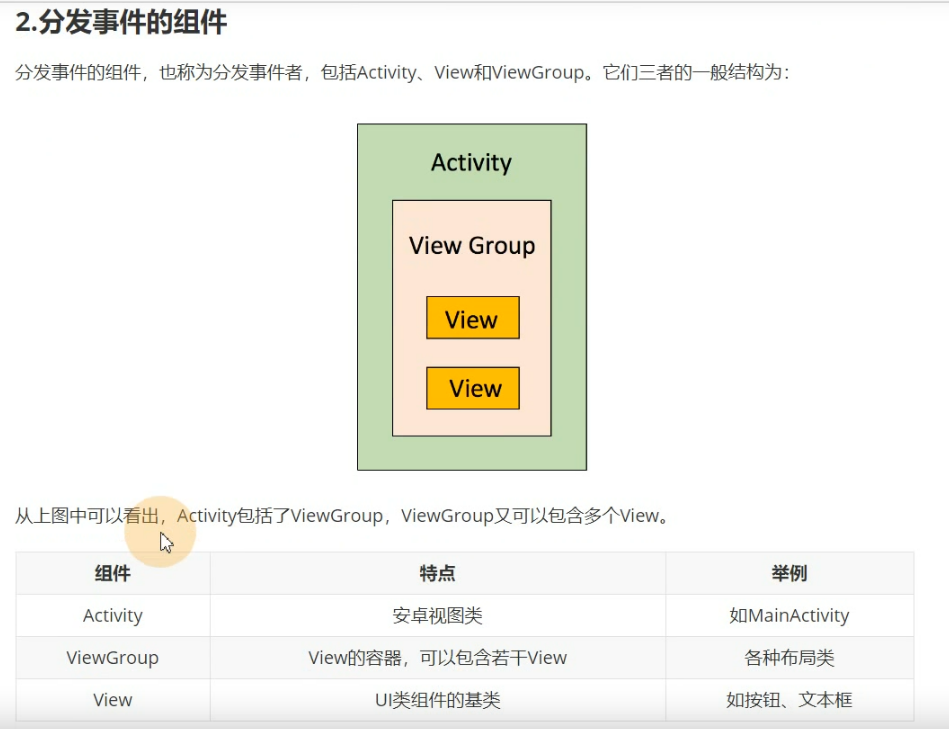 2.分发事件的组件
分发事件的组件，也称为分发事件者，包括Activity、View和ViewGroup。它们三者的一般结构为：
Activity
View Group
View
View
从上图中可以看出，Activity包括了ViewGroup，ViewGroup又可以包含多个View。
组件 特点 举例
Activity 安卓视图类 如MainActivity
ViewGroup View的容器，可以包含若干View 各种布局类
View UI类组件的基类 如按钮、文本框